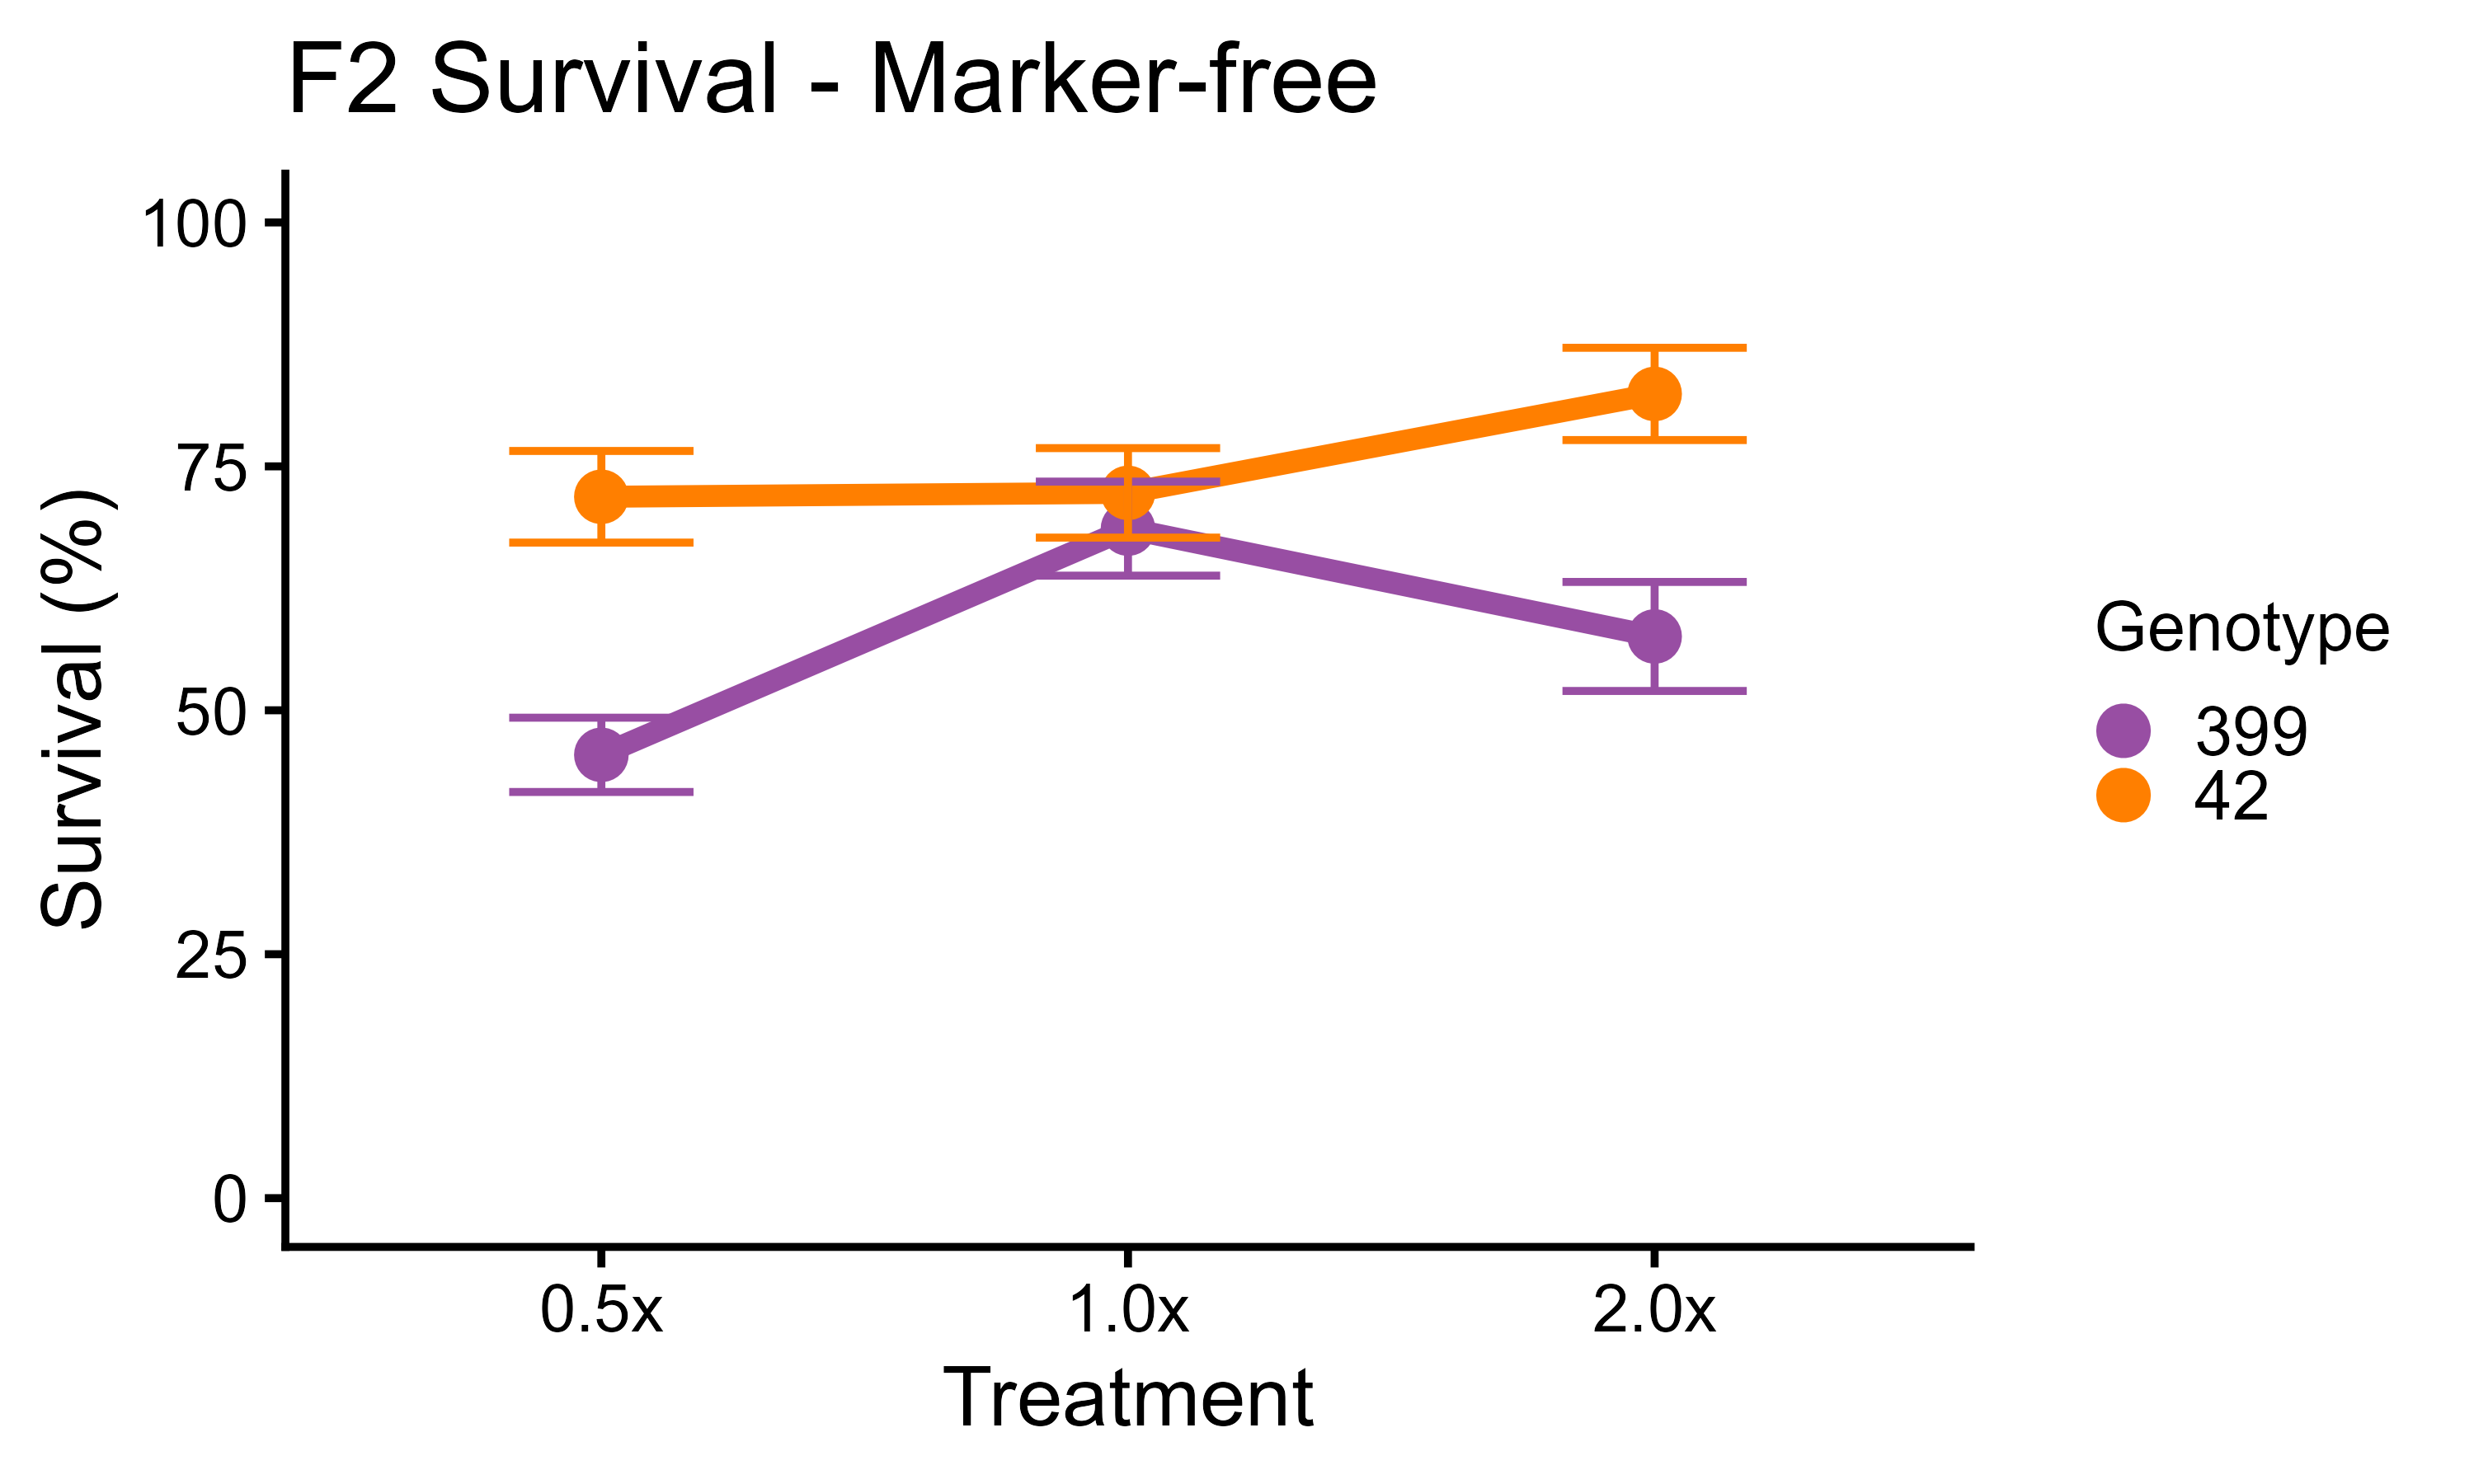 F2 Survival - Marker-free
Survival (%)
100
75
50
25
0
0.5x
1.0x
2.0x
Treatment
Genotype
399
42